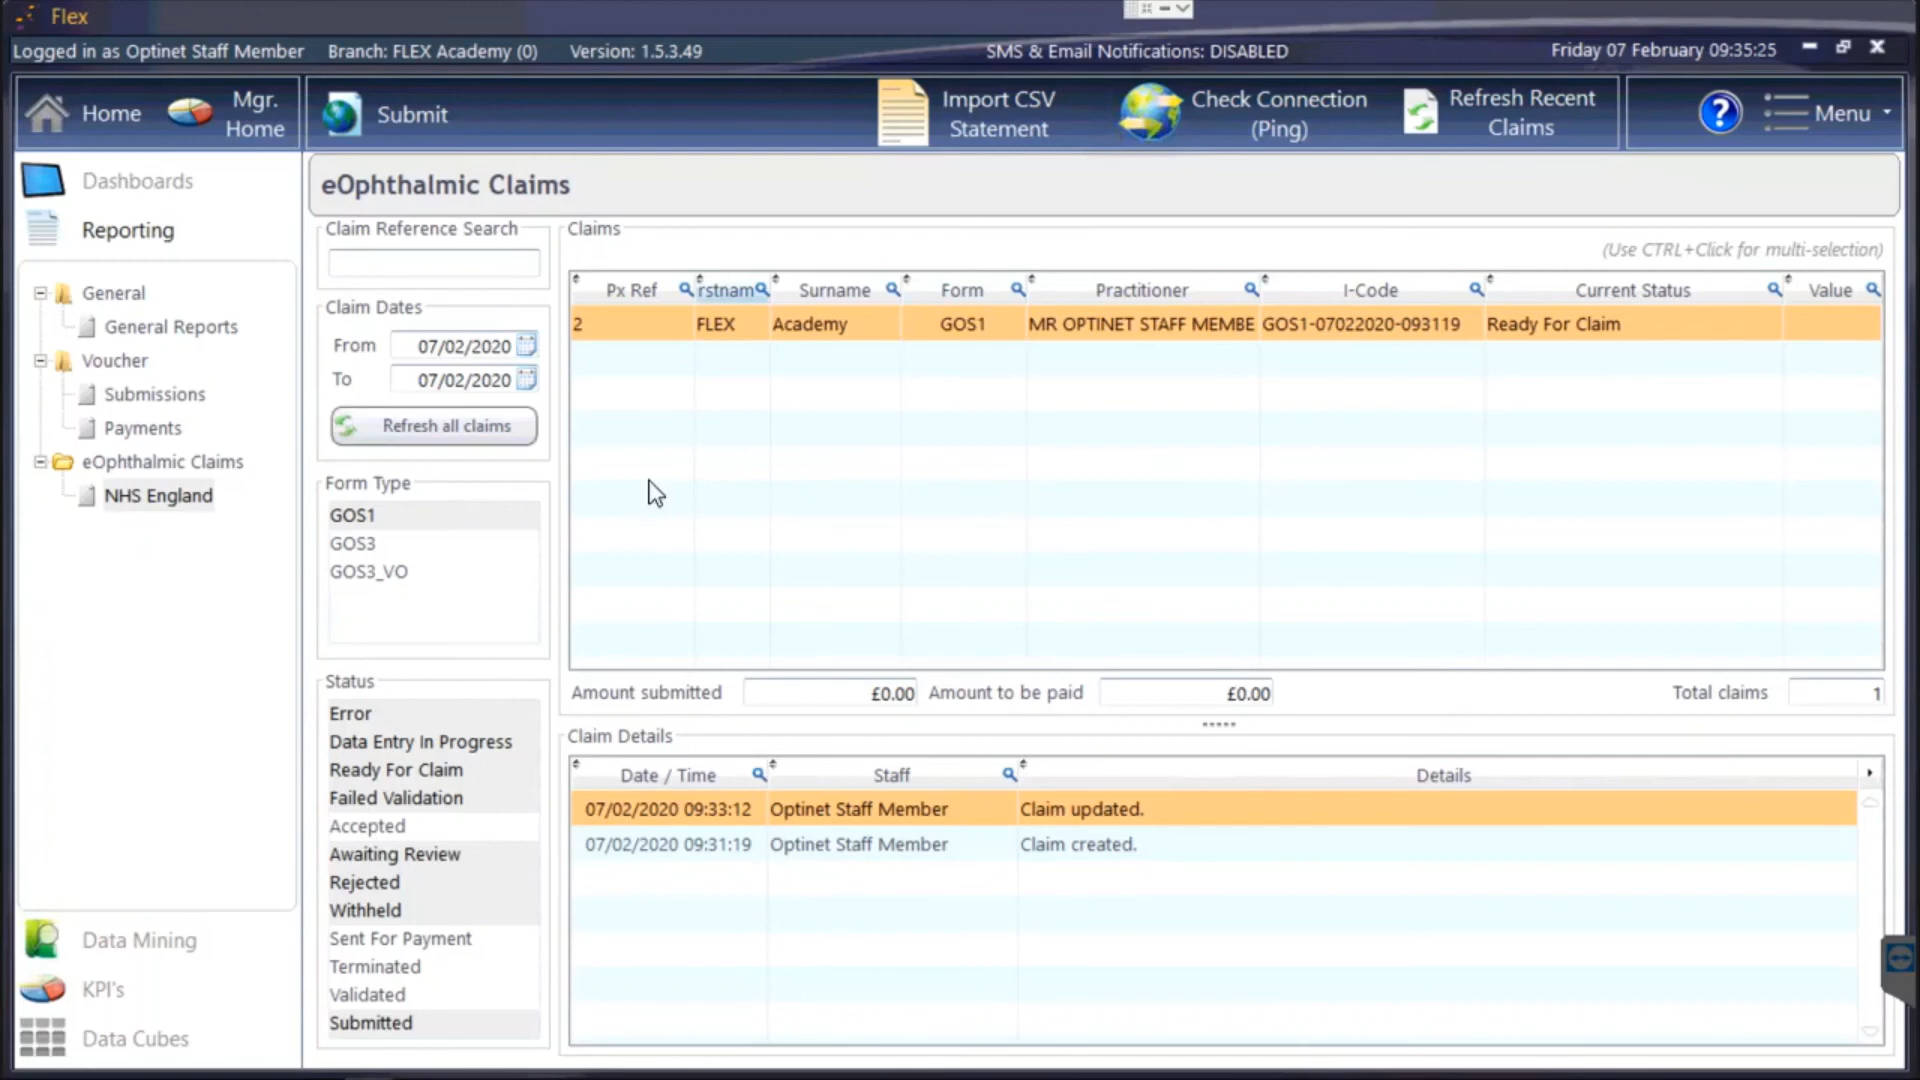 Flex
Logged in as Optinet Staff Member Branch: FLEX Academy (0) Version: 1.5.3.49 SMS & Email Notifications: DISABLED Friday 07 February 09:35:25
Home
Mgr. Home
Submit
Import CSV Statement
Check Connection (Ping)
Refresh Recent Claims
Menu
Dashboards
Reporting
General
General Reports
Voucher
Submissions
Payments
eOphthalmic Claims
NHS England
Data Mining
KPI's
Data Cubes
eOphthalmic Claims
Claim Reference Search
Claim Dates
From 07/02/2020
To 07/02/2020
Refresh all claims
Form Type
GOS1
GOS3
GOS3_VO
Status
Error
Data Entry In Progress
Ready For Claim
Failed Validation
Accepted
Awaiting Review
Rejected
Withheld
Sent For Payment
Terminated
Validated
Submitted
Claims
(Use CTRL+Click for multi-selection)
Px Ref rstnam Surname Form Practitioner I-Code Current Status Value
2 FLEX Academy GOS1 MR OPTINET STAFF MEMBE GOS1-07022020-093119 Ready For Claim
Amount submitted £0.00 Amount to be paid £0.00 Total claims 1
Claim Details
Date / Time Staff Details
07/02/2020 09:33:12 Optinet Staff Member Claim updated.
07/02/2020 09:31:19 Optinet Staff Member Claim created.